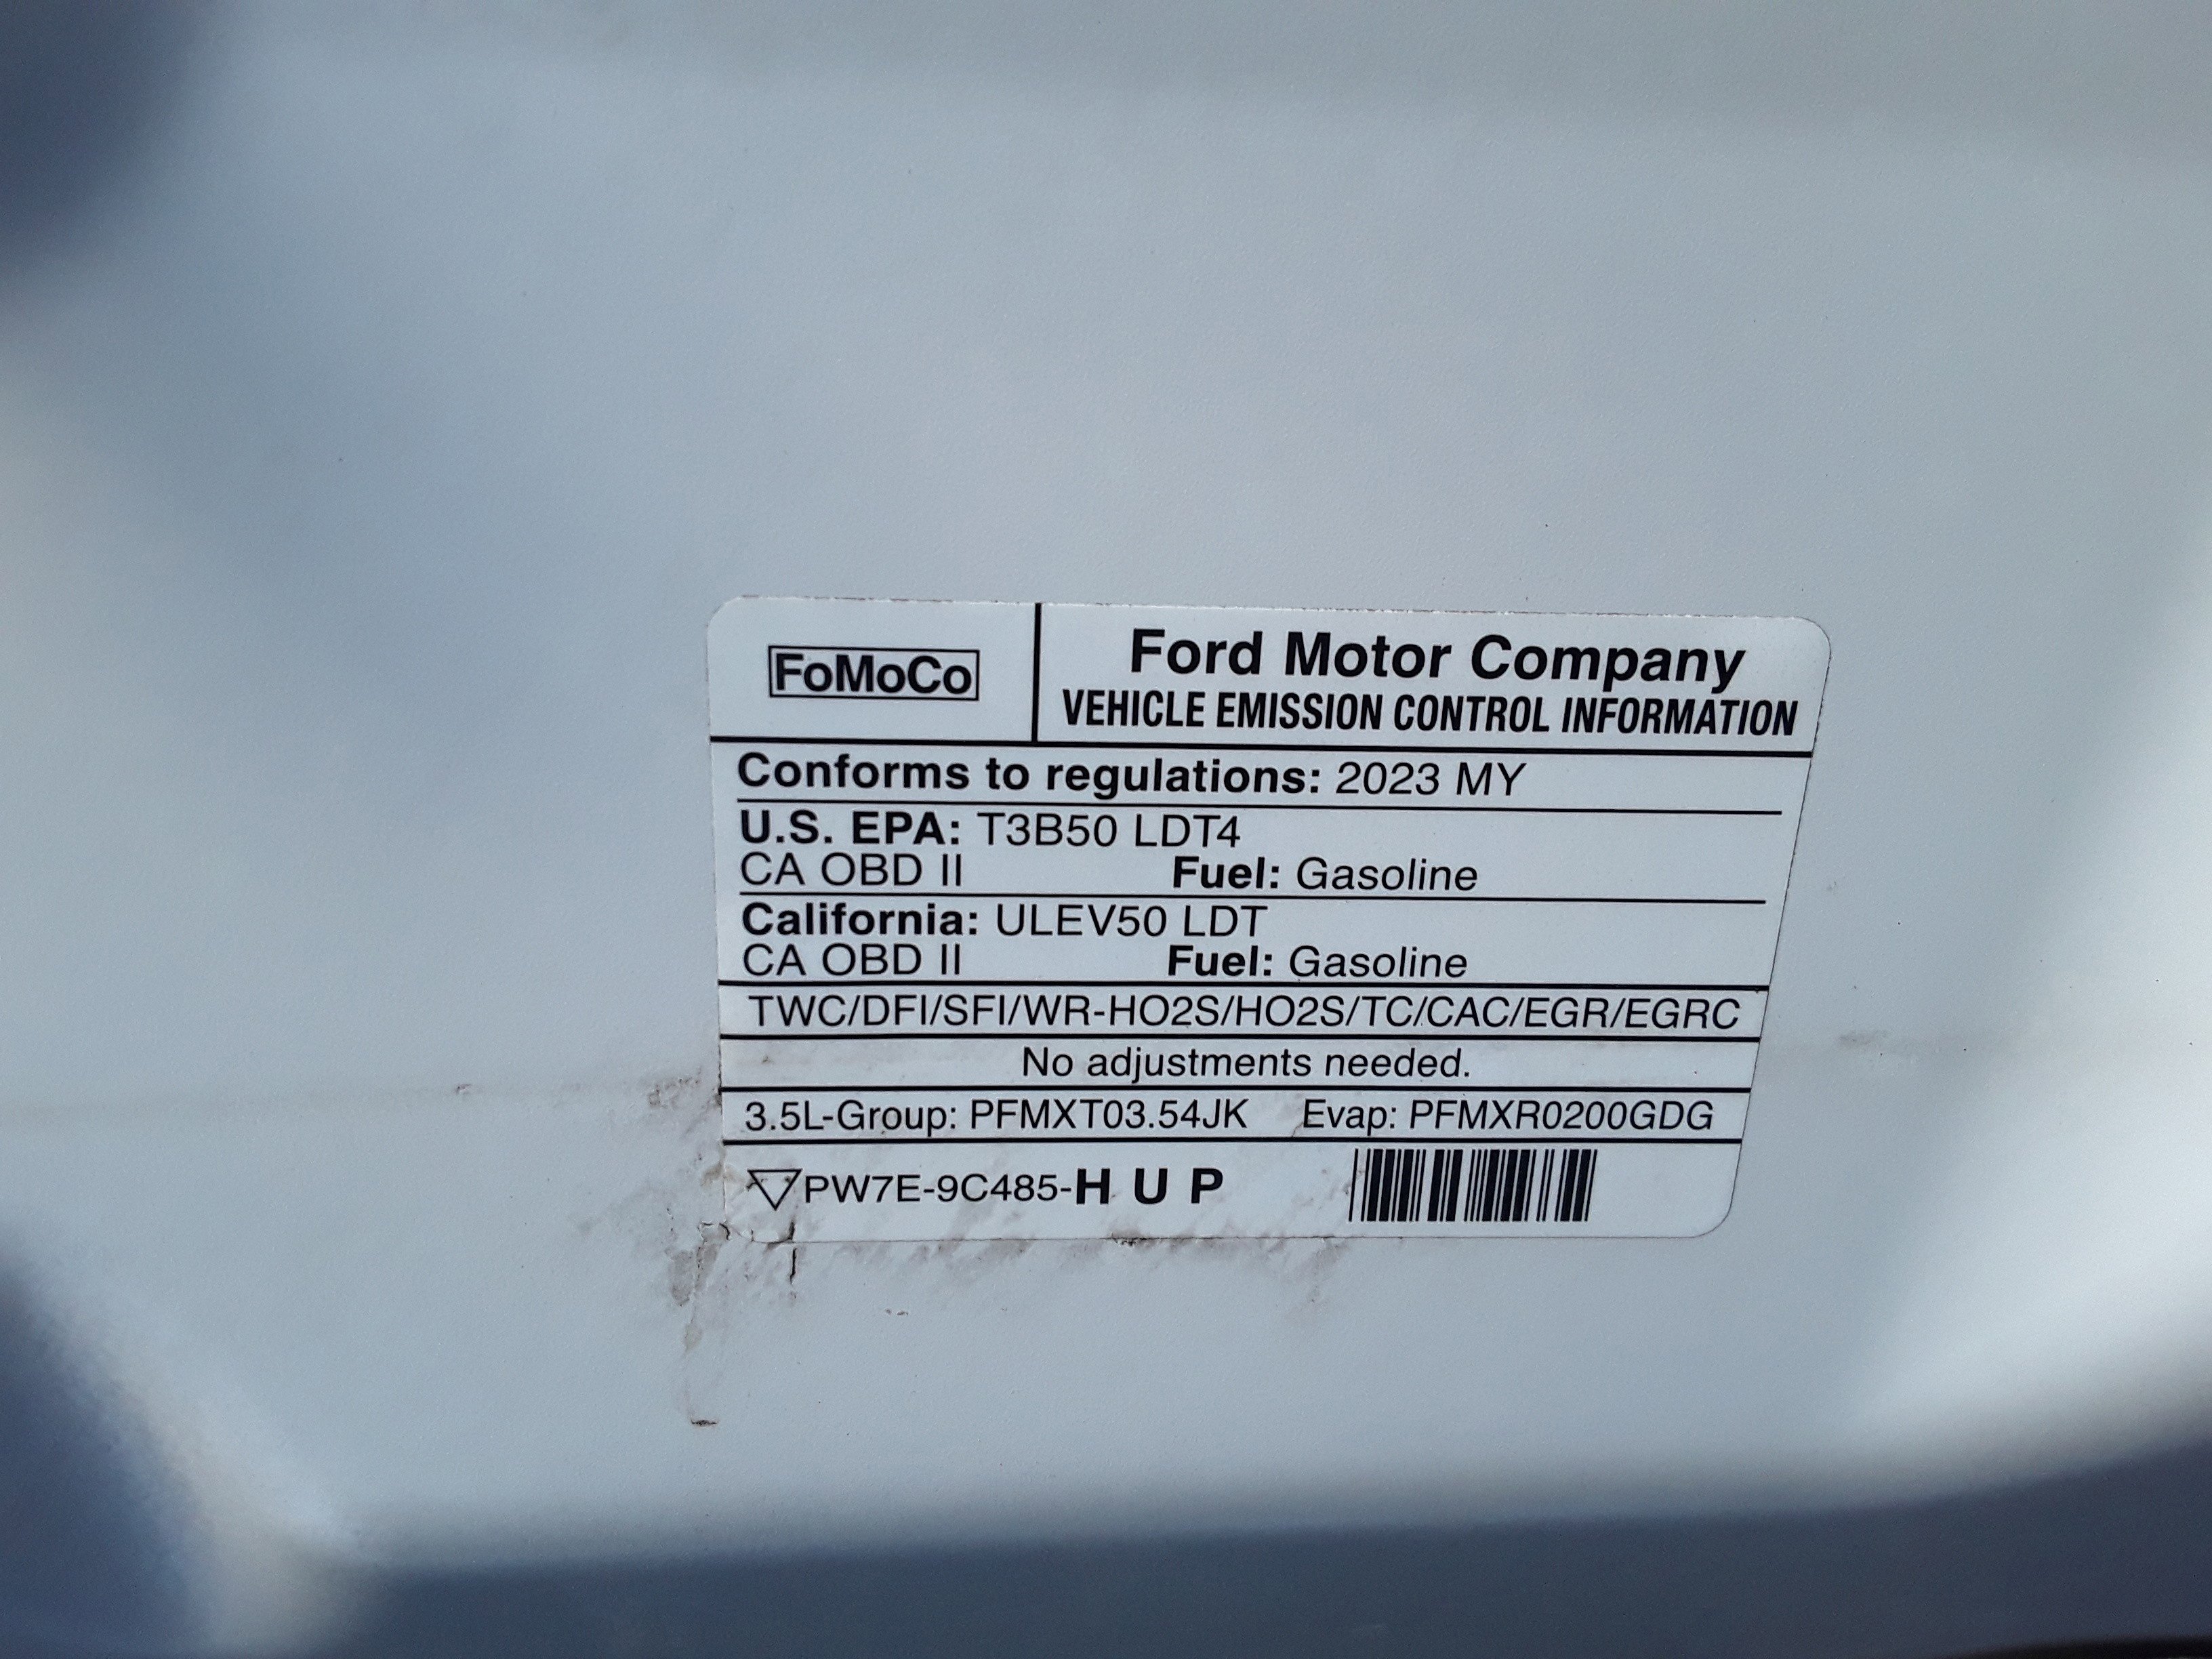 FoMoCo
Ford Motor Company
VEHICLE EMISSION CONTROL INFORMATION
Conforms to regulations: 2023 MY
U.S. EPA: T3B50 LDT4
CA OBD II Fuel: Gasoline
California: ULEV50 LDT
CA OBD II Fuel: Gasoline
TWC/DFI/SFI/WR-HO2S/HO2S/TC/CAC/EGR/EGRC
No adjustments needed.
3.5L-Group: PFMXT03.54JK Evap: PFMXR0200GDG
PW7E-9C485-H U P